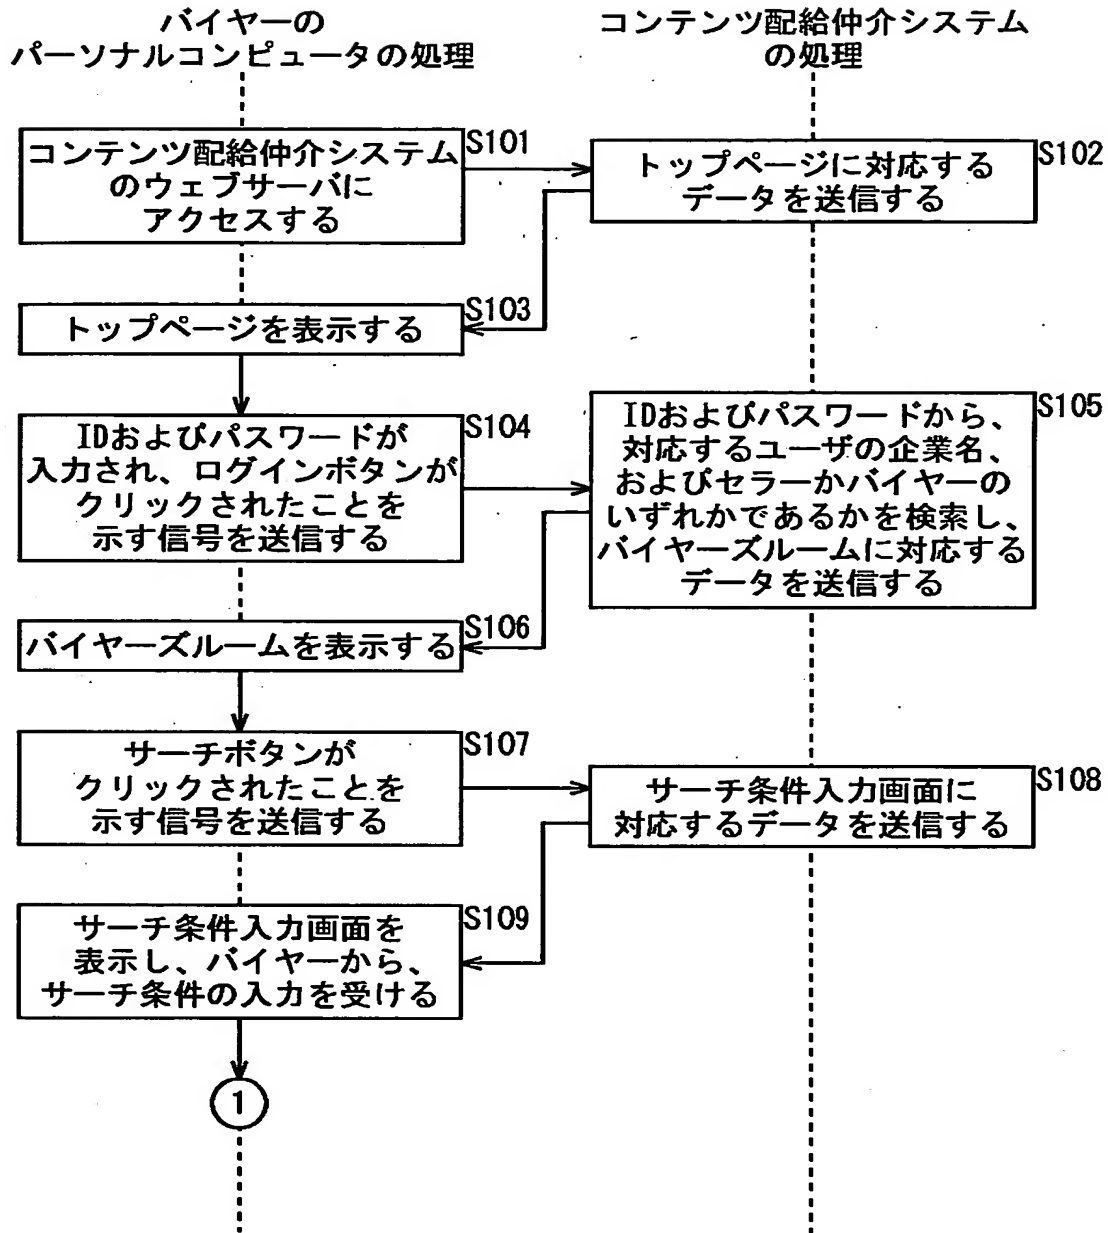 バイヤーの
パーソナルコンピュータの処理
コンテンツ配給仲介システム
の処理
コンテンツ配給仲介システム
のウェブサーバに
アクセスする
S101
トップページに対応する
データを送信する
S102
トップページを表示する
S103
IDおよびパスワードが
入力され、ログインボタンが
クリックされたことを
示す信号を送信する
S104
IDおよびパスワードから、
対応するユーザの企業名、
およびセラーかバイヤーの
いずれかであるかを検索し、
バイヤーズルームに対応する
データを送信する
S105
バイヤーズルームを表示する
S106
サーチボタンが
クリックされたことを
示す信号を送信する
S107
サーチ条件入力画面に
対応するデータを送信する
S108
サーチ条件入力画面を
表示し、バイヤーから、
サーチ条件の入力を受ける
S109
1